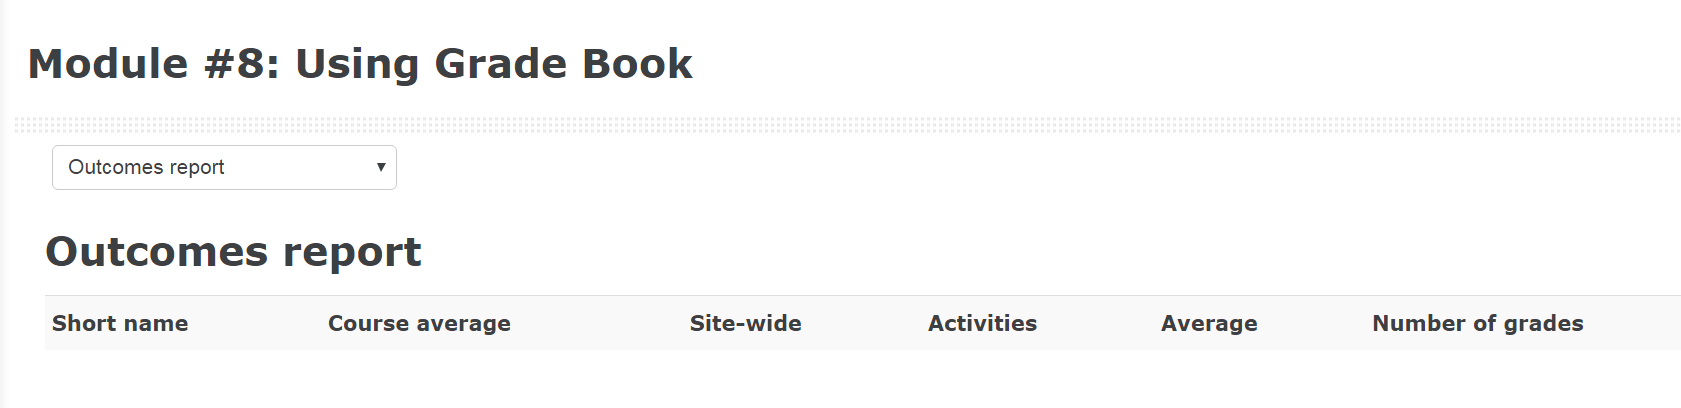 Module #8: Using Grade Book
Outcomes report
Outcomes report
Short name Course average Site-wide Activities Average Number of grades